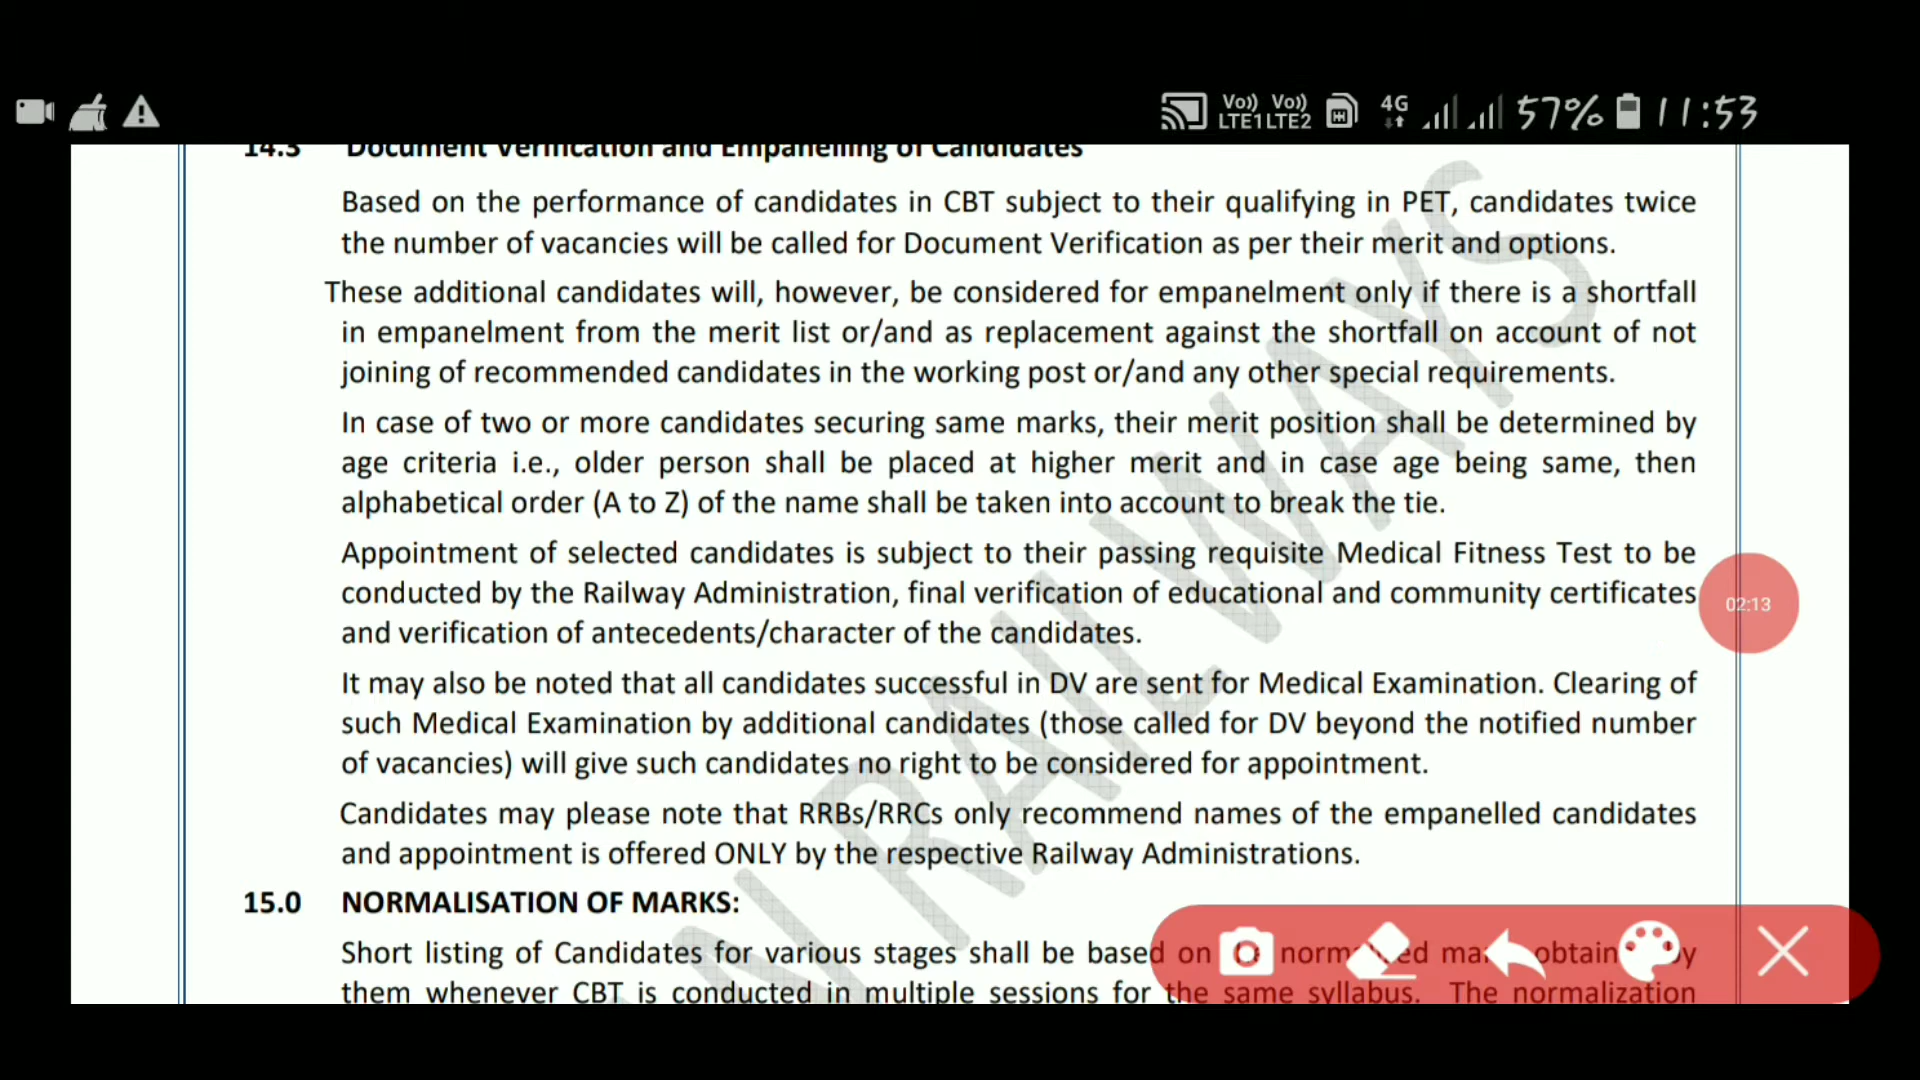 Vo)) Vo)) 4G 57% 11:53
LTE1 LTE2
14.3 Document Verification and Empanelling of Candidates
Based on the performance of candidates in CBT subject to their qualifying in PET, candidates twice
the number of vacancies will be called for Document Verification as per their merit and options.
These additional candidates will, however, be considered for empanelment only if there is a shortfall
in empanelment from the merit list or/and as replacement against the shortfall on account of not
joining of recommended candidates in the working post or/and any other special requirements.
In case of two or more candidates securing same marks, their merit position shall be determined by
age criteria i.e., older person shall be placed at higher merit and in case age being same, then
alphabetical order (A to Z) of the name shall be taken into account to break the tie.
Appointment of selected candidates is subject to their passing requisite Medical Fitness Test to be
conducted by the Railway Administration, final verification of educational and community certificates
and verification of antecedents/character of the candidates.
02:13
It may also be noted that all candidates successful in DV are sent for Medical Examination. Clearing of
such Medical Examination by additional candidates (those called for DV beyond the notified number
of vacancies) will give such candidates no right to be considered for appointment.
Candidates may please note that RRBs/RRCs only recommend names of the empanelled candidates
and appointment is offered ONLY by the respective Railway Administrations.
15.0 NORMALISATION OF MARKS:
Short listing of Candidates for various stages shall be based on by
them whenever CBT is conducted in multiple sessions for the same syllabus. The normalization
N RAILWAYS